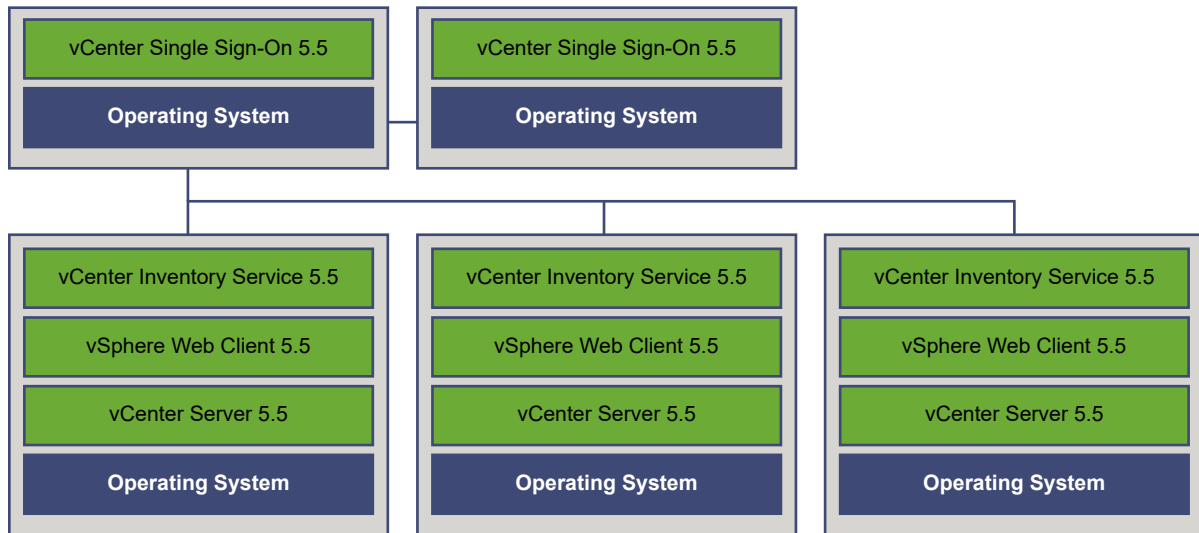 vCenter Single Sign-On 5.5
Operating System
vCenter Single Sign-On 5.5
Operating System
vCenter Inventory Service 5.5
vSphere Web Client 5.5
vCenter Server 5.5
Operating System
vCenter Inventory Service 5.5
vSphere Web Client 5.5
vCenter Server 5.5
Operating System
vCenter Inventory Service 5.5
vSphere Web Client 5.5
vCenter Server 5.5
Operating System